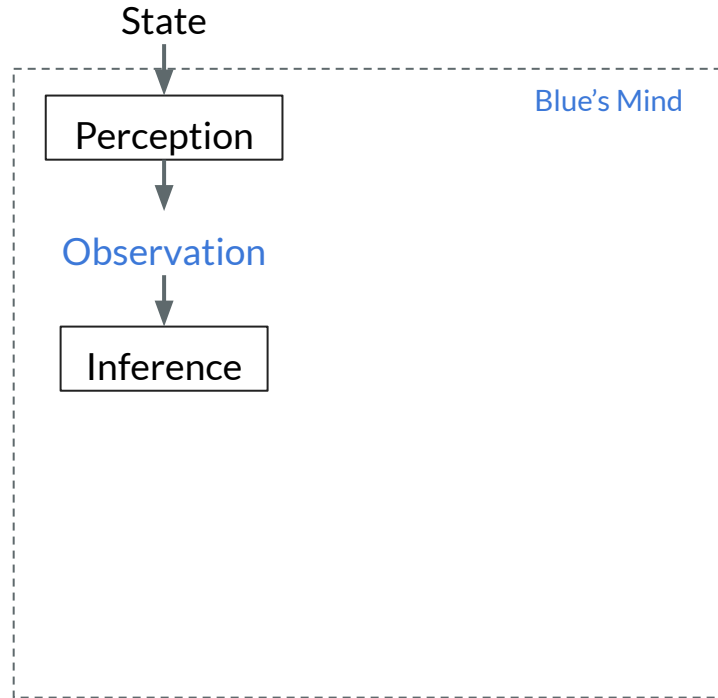 State
Blue’s Mind
Perception
Observation
Inference